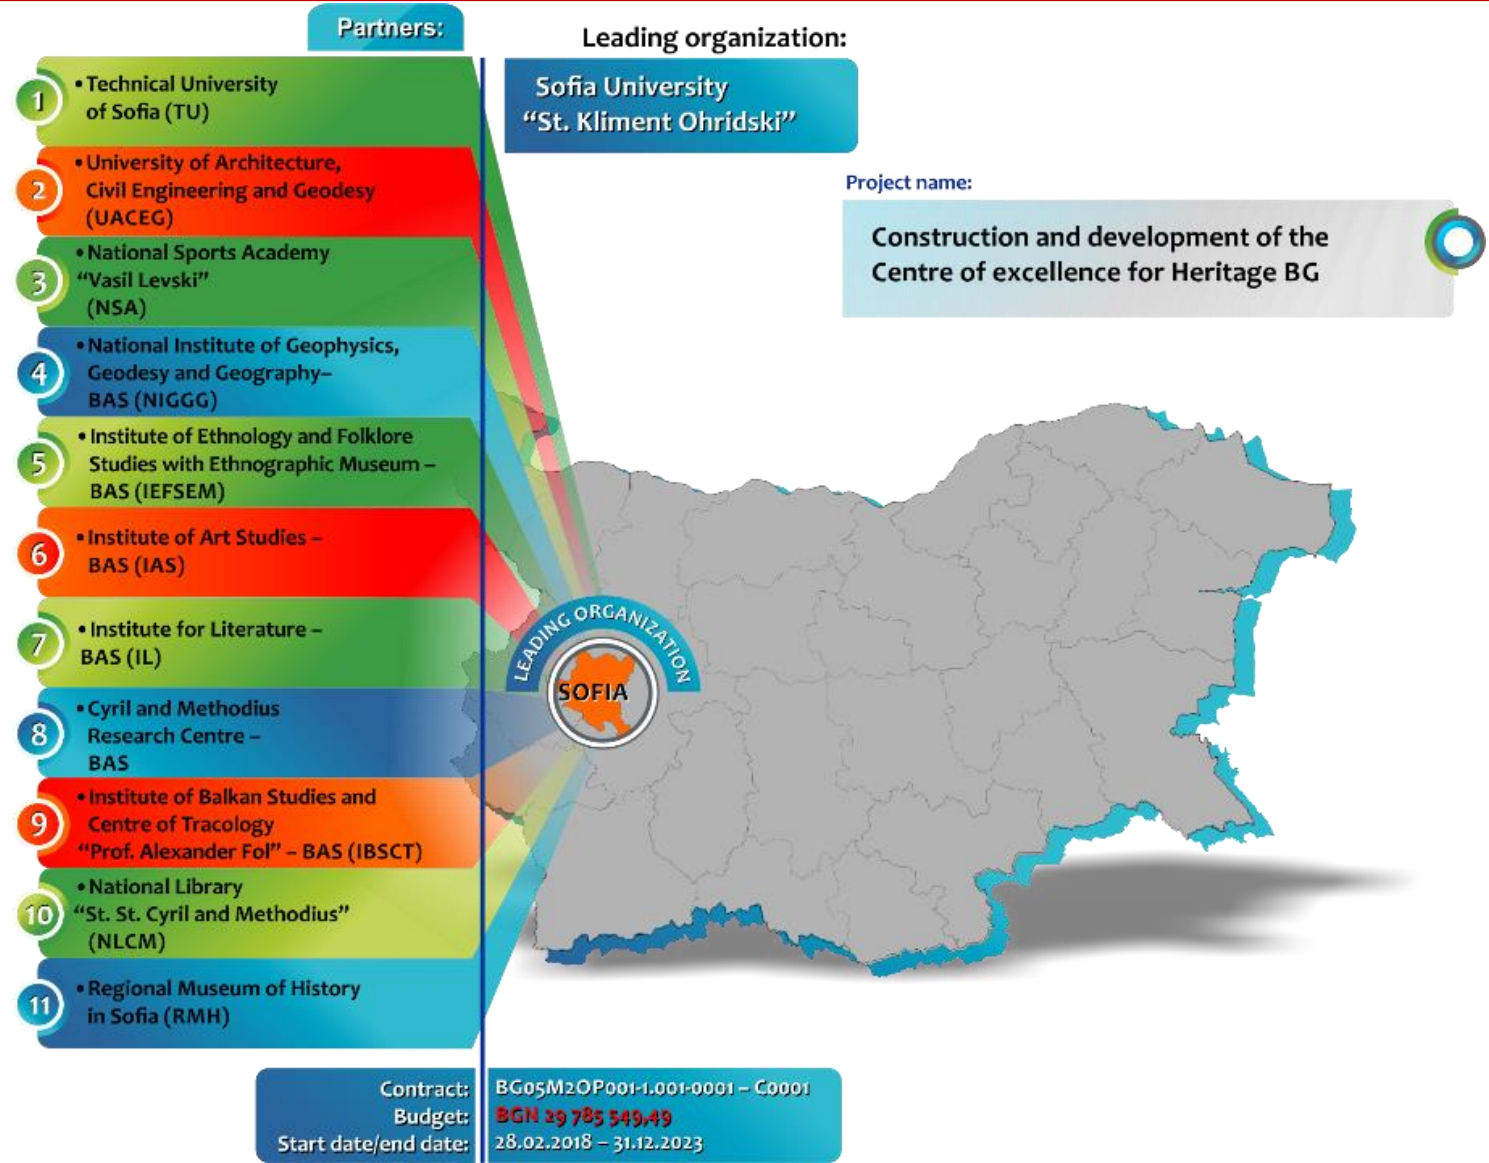 Partners:
1
•Technical University
of Sofia (TU)
2
•University of Architecture,
Civil Engineering and Geodesy
(UACEG)
3
•National Sports Academy
“Vasil Levski”
(NSA)
4
•National Institute of Geophysics,
Geodesy and Geography–
BAS (NIGGG)
5
•Institute of Ethnology and Folklore
Studies with Ethnographic Museum –
BAS (IEFSEM)
6
•Institute of Art Studies –
BAS (IAS)
7
•Institute for Literature –
BAS (IL)
8
•Cyril and Methodius
Research Centre –
BAS
9
•Institute of Balkan Studies and
Centre of Tracology
“Prof. Alexander Fol” – BAS (IBSCT)
10
•National Library
“St. St. Cyril and Methodius”
(NLCM)
11
•Regional Museum of History
in Sofia (RMH)
Leading organization:
Sofia University
“St. Kliment Ohridski”
Project name:
Construction and development of the
Centre of excellence for Heritage BG
LEADING ORGANIZATION
SOFIA
Contract: BG05M2OP001-1.001-0001 – C0001
Budget: BGN 29 785 549,49
Start date/end date: 28.02.2018 – 31.12.2023